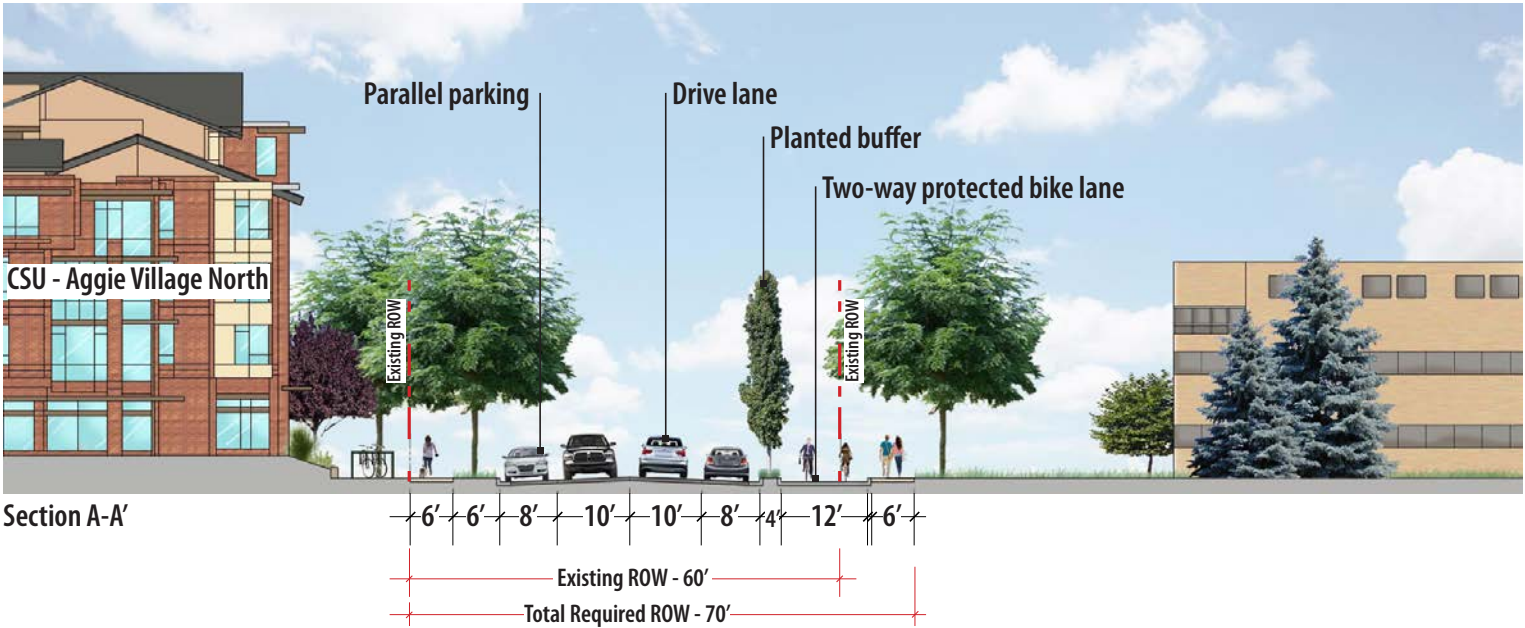 Parallel parking
Drive lane
Planted buffer
Two-way protected bike lane
CSU - Aggie Village North
Existing ROW
Existing ROW
Section A-A’
6’ 6’ 8’ 10’ 10’ 8’ 4’ 12’ 6’
Existing ROW - 60’
Total Required ROW - 70’